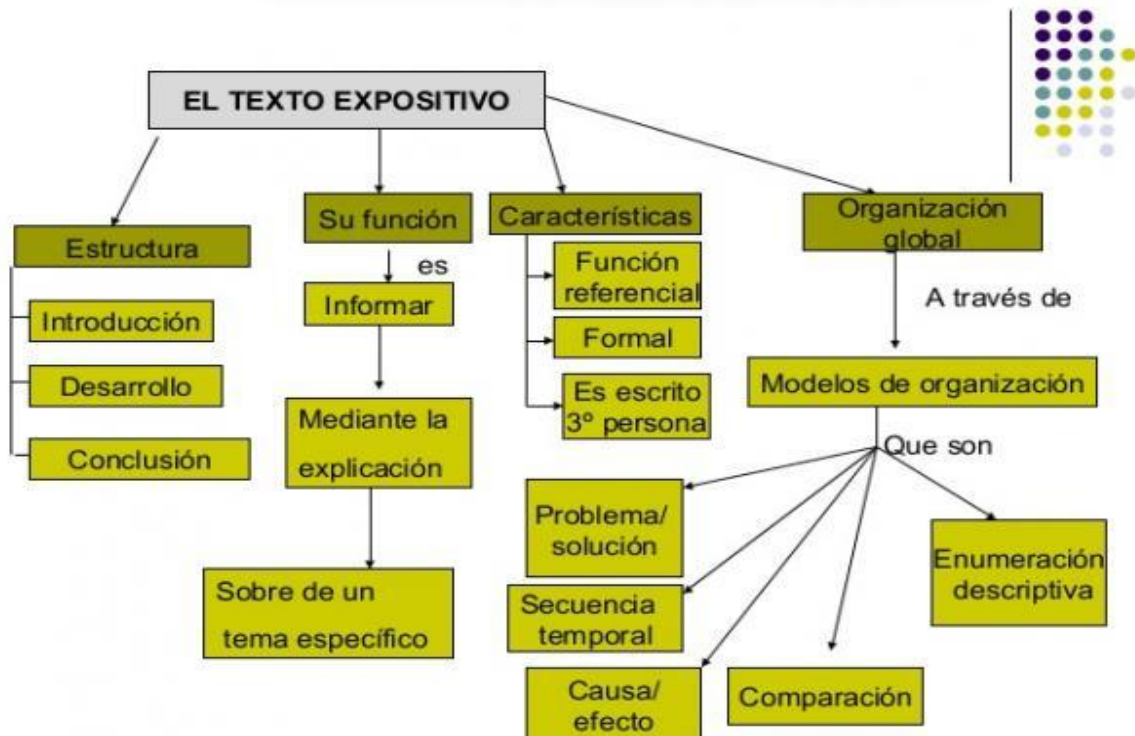 EL TEXTO EXPOSITIVO
Estructura
Introducción
Desarrollo
Conclusión
Su función
es
Informar
Mediante la
explicación
Sobre de un
tema específico
Características
Función
referencial
Formal
Es escrito
3º persona
Organización
global
A través de
Modelos de organización
Que son
Problema/
solución
Secuencia
temporal
Causa/
efecto
Comparación
Enumeración
descriptiva